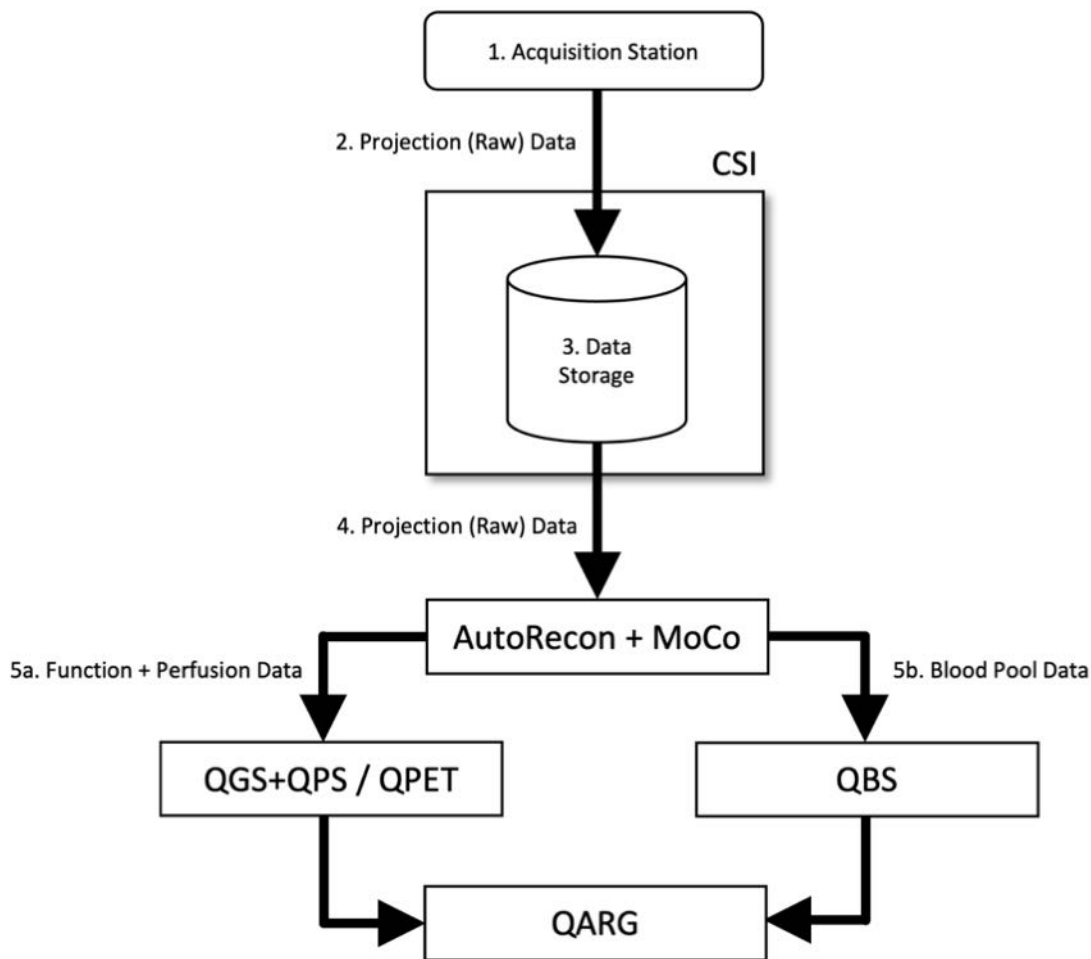 1. Acquisition Station
2. Projection (Raw) Data
CSI
3. Data
Storage
4. Projection (Raw) Data
AutoRecon + MoCo
5a. Function + Perfusion Data
5b. Blood Pool Data
QGS+QPS / QPET
QBS
QARG